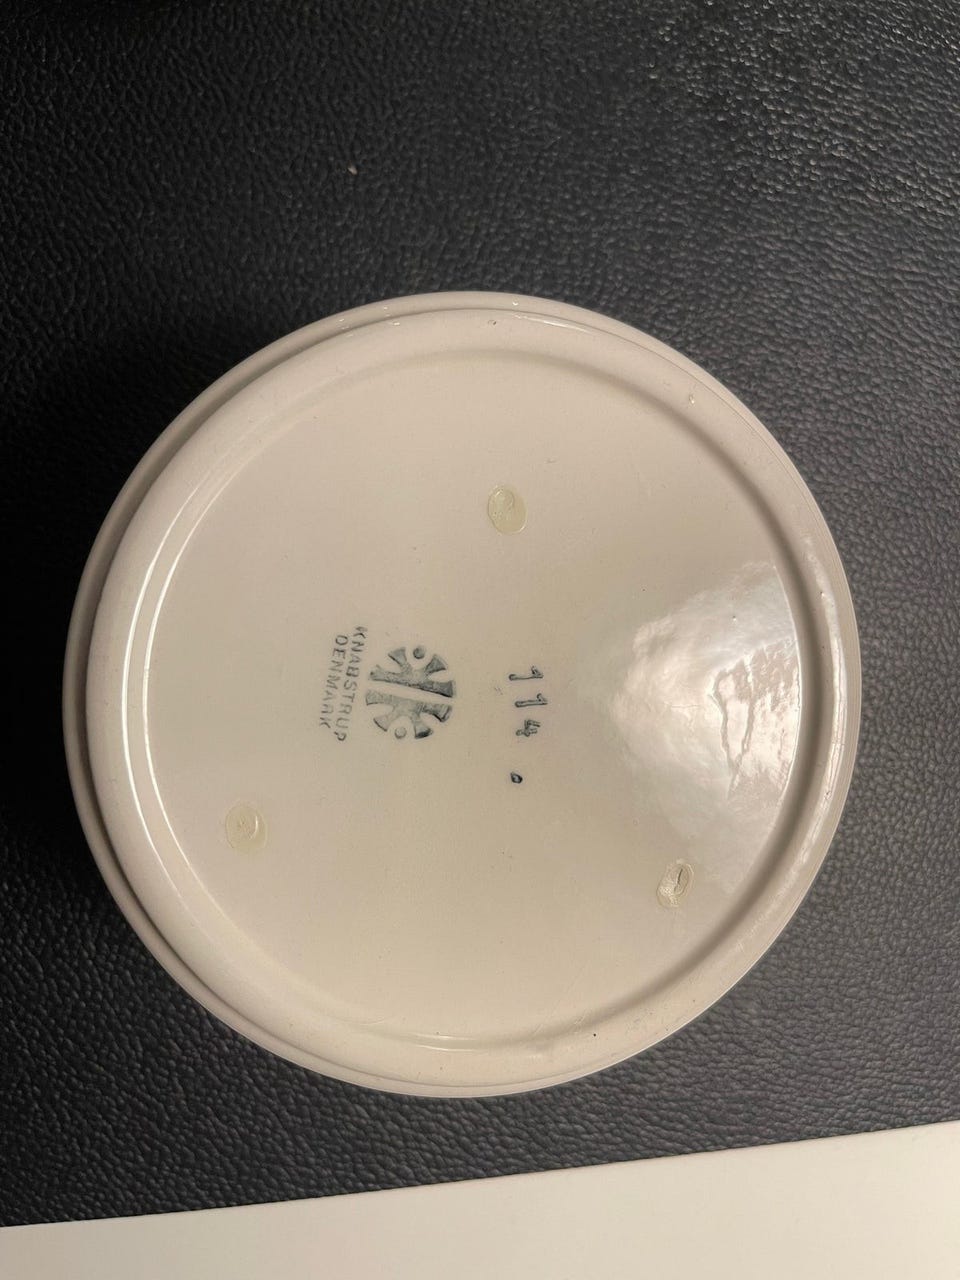 114.
KNABSTRUP
DENMARK